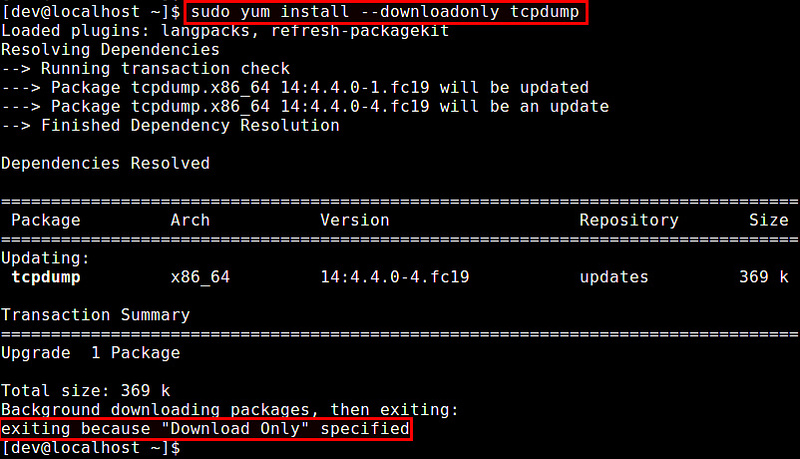 [dev@localhost ~]$ sudo yum install --downloadonly tcpdump
Loaded plugins: langpacks, refresh-packagekit
Resolving Dependencies
--> Running transaction check
---> Package tcpdump.x86_64 14:4.4.0-1.fc19 will be updated
---> Package tcpdump.x86_64 14:4.4.0-4.fc19 will be an update
--> Finished Dependency Resolution

Dependencies Resolved

================================================================================
 Package         Arch            Version                   Repository       Size
================================================================================
Updating:
 tcpdump         x86_64          14:4.4.0-4.fc19           updates         369 k

Transaction Summary
================================================================================
Upgrade  1 Package

Total size: 369 k
Background downloading packages, then exiting:
exiting because "Download Only" specified
[dev@localhost ~]$